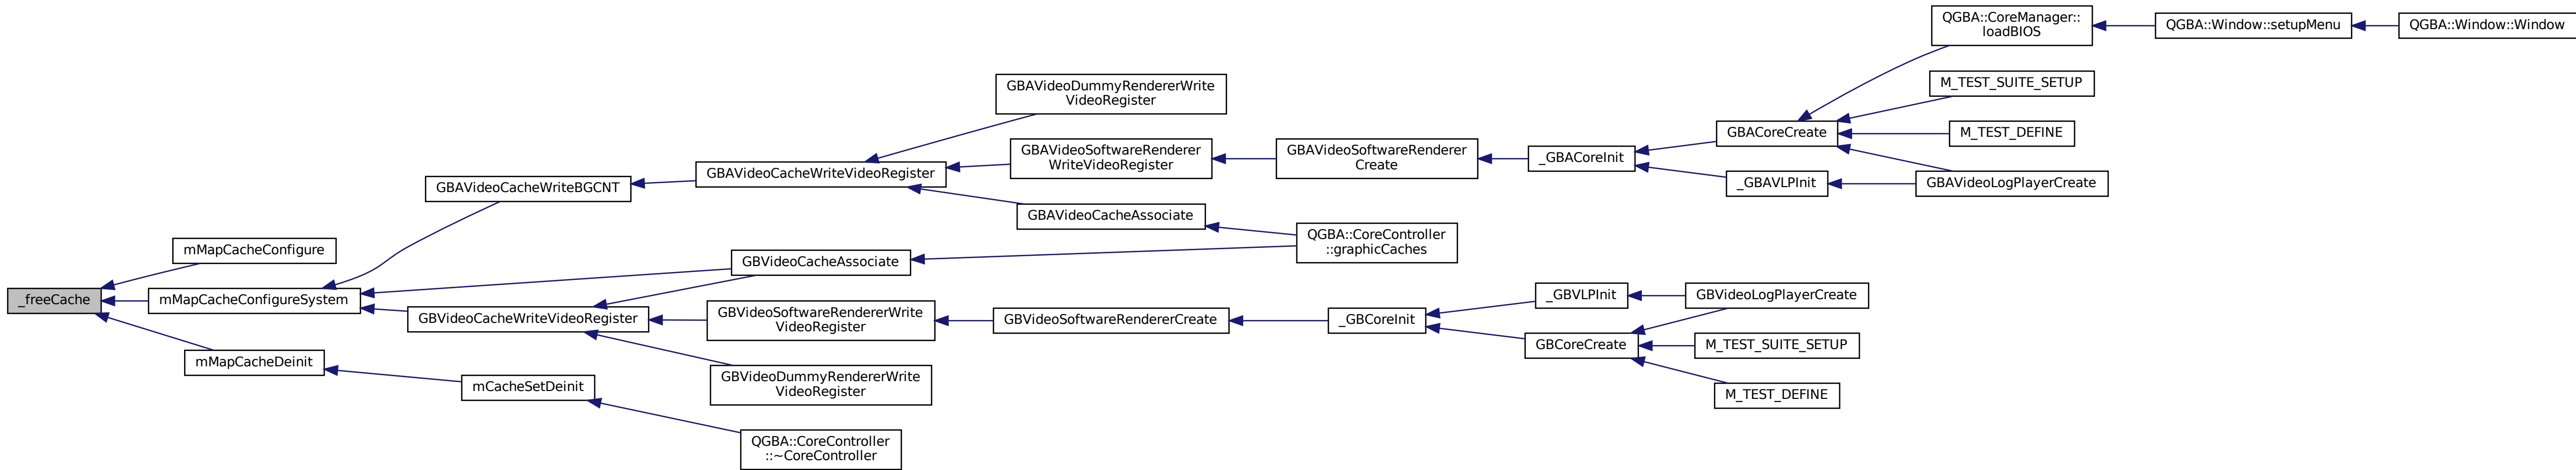 QGBA::CoreManager::
loadBIOS
QGBA::Window::setupMenu
QGBA::Window::Window
GBAVideoDummyRendererWrite
VideoRegister
M_TEST_SUITE_SETUP
GBACoreCreate
M_TEST_DEFINE
GBAVideoSoftwareRenderer
WriteVideoRegister
GBAVideoSoftwareRenderer
Create
_GBACoreInit
GBAVideoCacheWriteVideoRegister
GBAVideoCacheWriteBGCNT
_GBAVLPInit
GBAVideoLogPlayerCreate
GBAVideoCacheAssociate
QGBA::CoreController
::graphicCaches
mMapCacheConfigure
GBVideoCacheAssociate
_freeCache
mMapCacheConfigureSystem
_GBVLPInit
GBVideoLogPlayerCreate
GBVideoCacheWriteVideoRegister
GBVideoSoftwareRendererWrite
VideoRegister
GBVideoSoftwareRendererCreate
_GBCoreInit
GBCoreCreate
M_TEST_SUITE_SETUP
mMapCacheDeinit
mCacheSetDeinit
GBVideoDummyRendererWrite
VideoRegister
M_TEST_DEFINE
QGBA::CoreController
::~CoreController